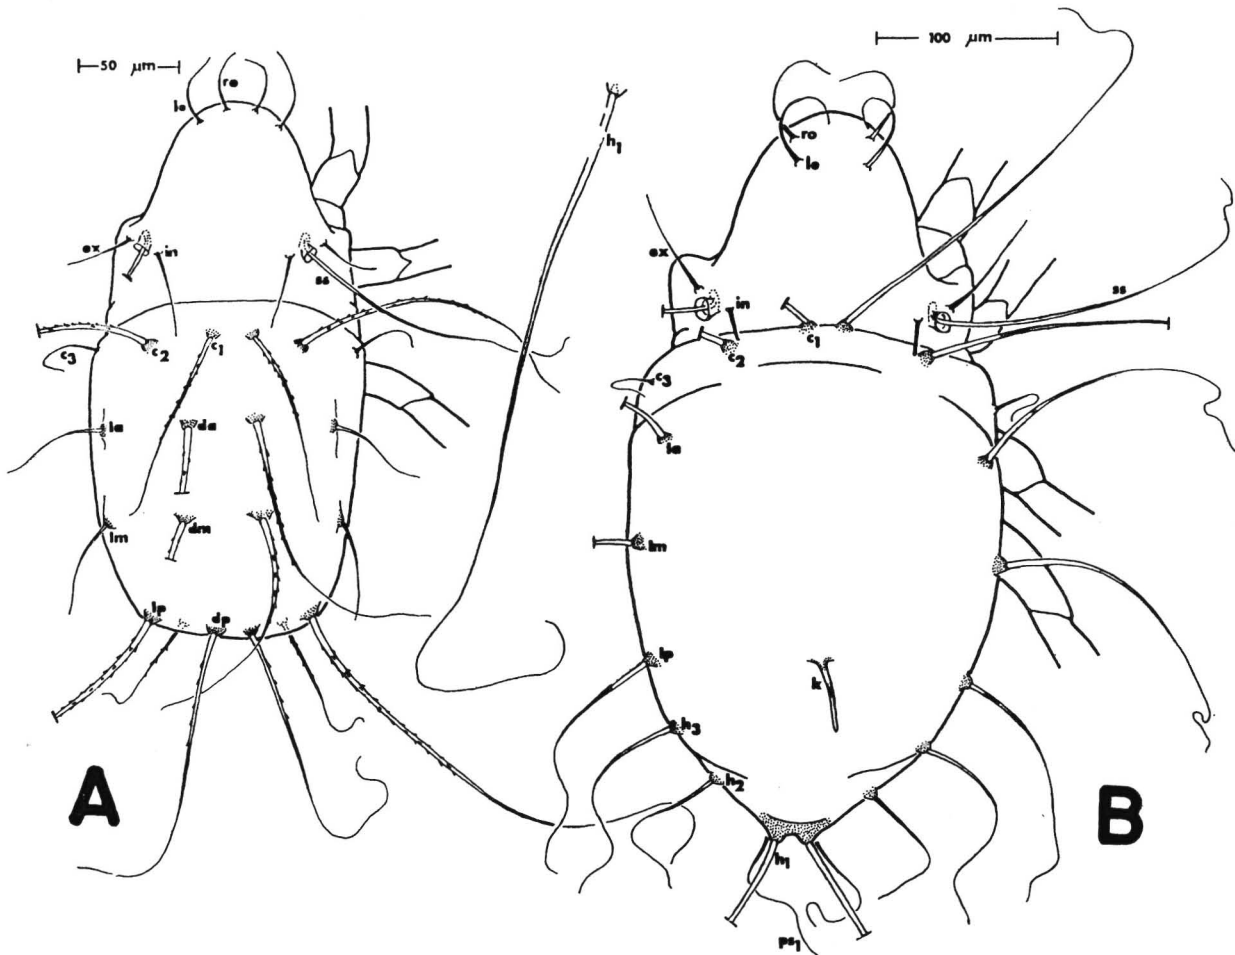 50 μm
ro
le
ex
in
ss
c3
c2
c1
la
da
lm
dm
lp
dp
A
h1
100 μm
ro
le
ex
in
ss
c1
c2
c3
la
lm
lp
k
h3
h2
h1
ps1
B